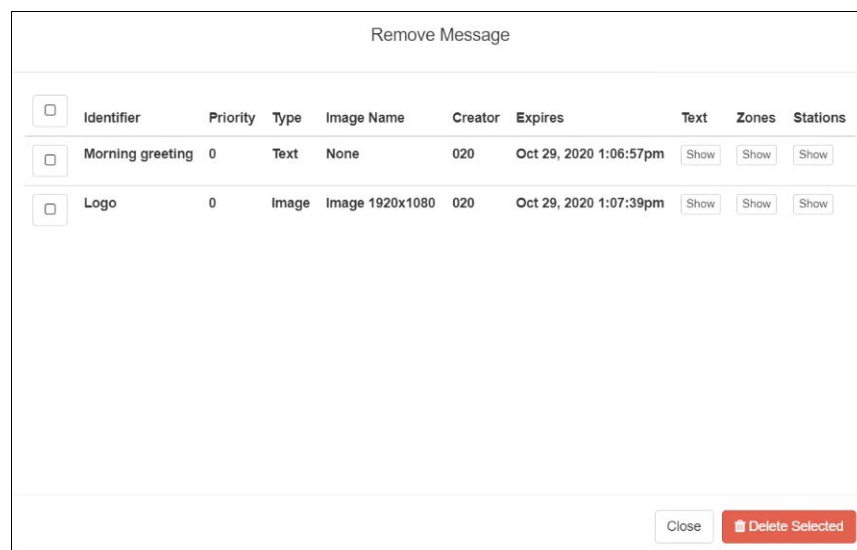 Remove Message
Identifier Priority Type Image Name Creator Expires Text Zones Stations
Morning greeting 0 Text None 020 Oct 29, 2020 1:06:57pm Show Show Show
Logo 0 Image Image 1920x1080 020 Oct 29, 2020 1:07:39pm Show Show Show
Close Delete Selected